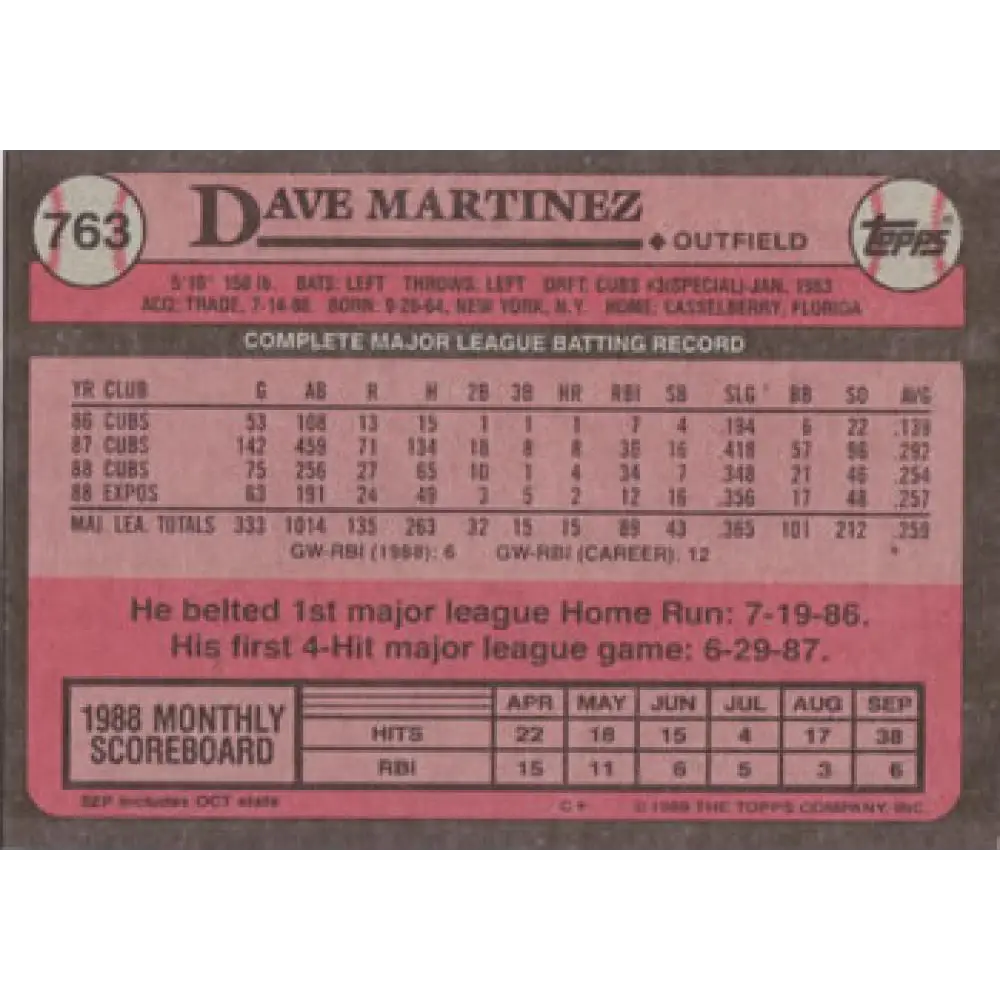 763 DAVE MARTINEZ
♦ OUTFIELD topps®
5'10" 150 lb. BATS: LEFT THROWS: LEFT DRFT: CUBS #3(SPECIAL)-JAN. 1983
ACQ: TRADE, 7-14-88 BORN: 9-26-64, NEW YORK, N.Y. HOME: CASSELBERRY, FLORIDA
COMPLETE MAJOR LEAGUE BATTING RECORD
YR CLUB G AB R H 2B 3B HR RBI SB SLG BB SO AVG
86 CUBS 53 108 13 15 1 1 1 7 4 .194 6 22 .139
87 CUBS 142 459 71 134 18 8 8 36 16 .418 57 96 .292
88 CUBS 75 256 27 65 10 1 4 34 7 .348 21 46 .254
88 EXPOS 63 191 24 49 3 5 2 12 16 .356 17 48 .257
MAJ. LEA. TOTALS 333 1014 135 263 32 15 15 89 43 .365 101 212 .259
GW-RBI (1988): 6 GW-RBI (CAREER): 12
He belted 1st major league Home Run: 7-19-86.
His first 4-Hit major league game: 6-29-87.
1988 MONTHLY SCOREBOARD
APR MAY JUN JUL AUG SEP
HITS 22 18 15 4 17 38
RBI 15 11 6 5 3 6
SEP includes OCT stats C* © 1989 THE TOPPS COMPANY, INC.